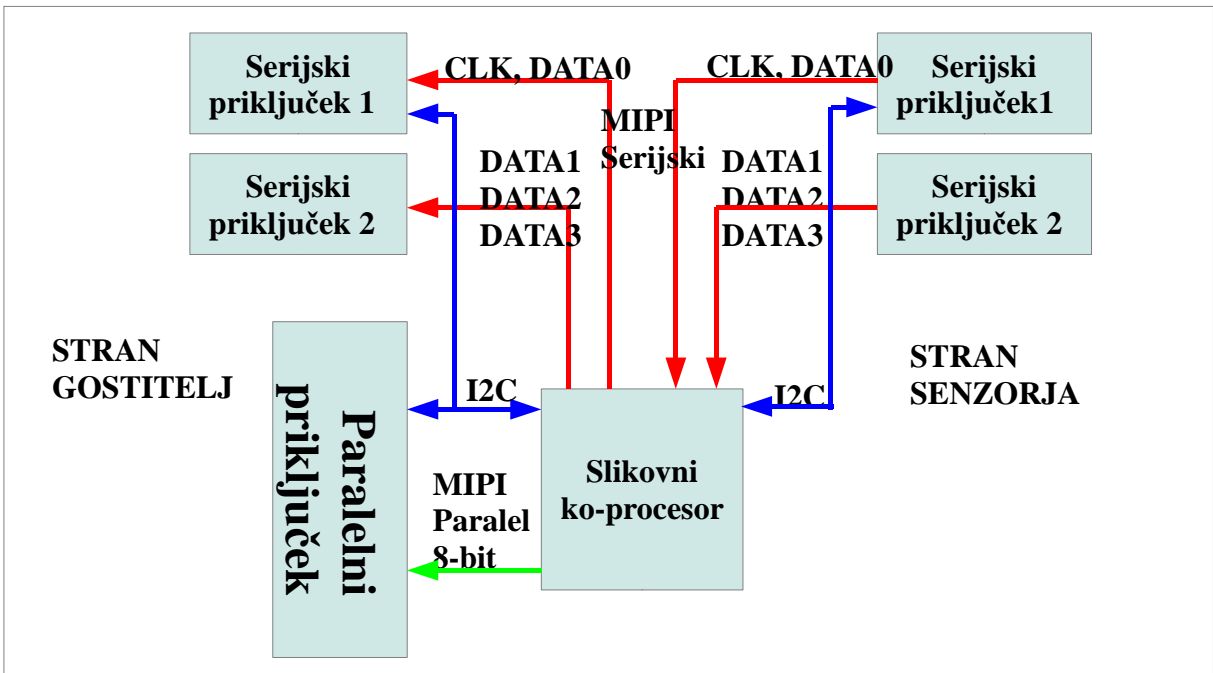 Serijski
priključek 1
CLK, DATA0
CLK, DATA0
Serijski
priključek1
MIPI
Serijski
Serijski
priključek 2
DATA1
DATA2
DATA3
DATA1
DATA2
DATA3
Serijski
priključek 2
STRAN
GOSTITELJ
STRAN
SENZORJA
Paralelni
priključek
I2C
I2C
Slikovni
ko-procesor
MIPI
Paralel
8-bit